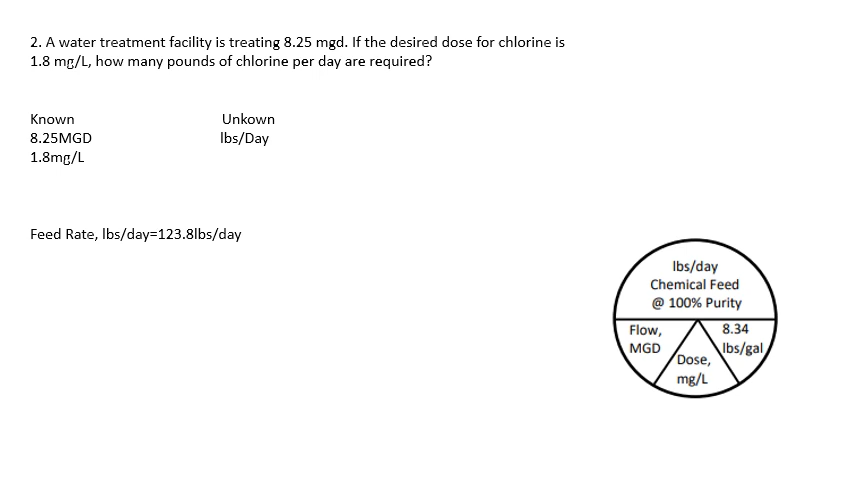 2. A water treatment facility is treating 8.25 mgd. If the desired dose for chlorine is
1.8 mg/L, how many pounds of chlorine per day are required?
Known
Unkown
8.25MGD
lbs/Day
1.8mg/L
Feed Rate, lbs/day=123.8lbs/day
lbs/day
Chemical Feed
@ 100% Purity
Flow,
MGD
Dose,
mg/L
8.34
lbs/gal